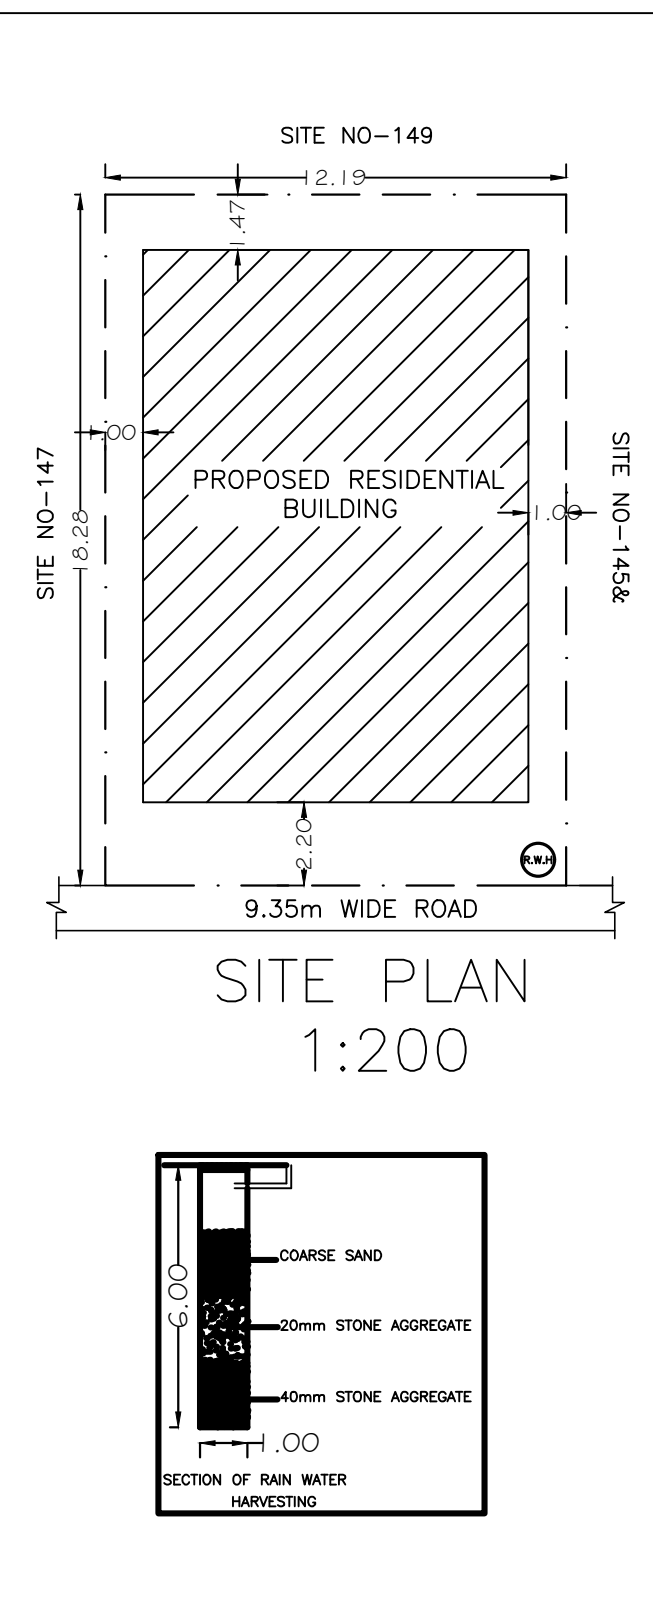 SITE NO-149
12.19
1.47
1.00
SITE NO-147
18.28
PROPOSED RESIDENTIAL
BUILDING
1.00
SITE NO-145&
2.20
R.W.H
9.35m WIDE ROAD
SITE PLAN
1:200
6.00
COARSE SAND
20mm STONE AGGREGATE
40mm STONE AGGREGATE
1.00
SECTION OF RAIN WATER
HARVESTING